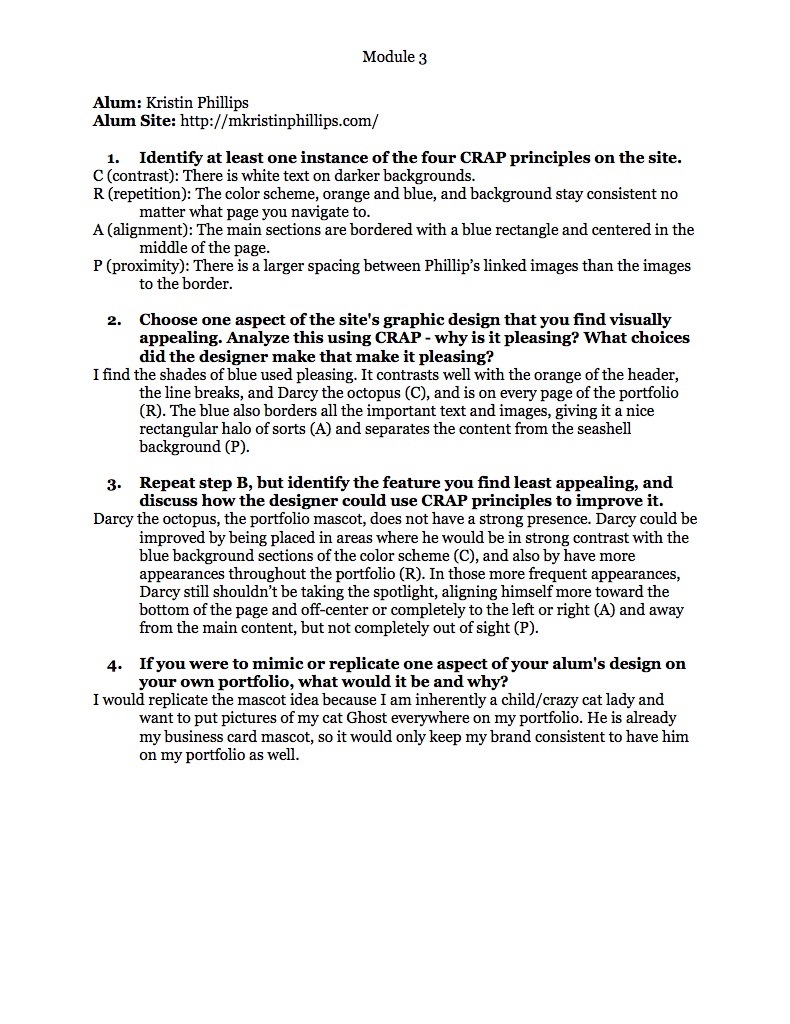 Module 3
Alum: Kristin Phillips
Alum Site: http://mkristinphillips.com/
1. Identify at least one instance of the four CRAP principles on the site.
C (contrast): There is white text on darker backgrounds.
R (repetition): The color scheme, orange and blue, and background stay consistent no
matter what page you navigate to.
A (alignment): The main sections are bordered with a blue rectangle and centered in the
middle of the page.
P (proximity): There is a larger spacing between Phillip's linked images than the images
to the border.
2. Choose one aspect of the site's graphic design that you find visually
appealing. Analyze this using CRAP - why is it pleasing? What choices
did the designer make that make it pleasing?
I find the shades of blue used pleasing. It contrasts well with the orange of the header,
the line breaks, and Darcy the octopus (C), and is on every page of the portfolio
(R). The blue also borders all the important text and images, giving it a nice
rectangular halo of sorts (A) and separates the content from the seashell
background (P).
3. Repeat step B, but identify the feature you find least appealing, and
discuss how the designer could use CRAP principles to improve it.
Darcy the octopus, the portfolio mascot, does not have a strong presence. Darcy could be
improved by being placed in areas where he would be in strong contrast with the
blue background sections of the color scheme (C), and also by have more
appearances throughout the portfolio (R). In those more frequent appearances,
Darcy still shouldn't be taking the spotlight, aligning himself more toward the
bottom of the page and off-center or completely to the left or right (A) and away
from the main content, but not completely out of sight (P).
4. If you were to mimic or replicate one aspect of your alum's design on
your own portfolio, what would it be and why?
I would replicate the mascot idea because I am inherently a child/crazy cat lady and
want to put pictures of my cat Ghost everywhere on my portfolio. He is already
my business card mascot, so it would only keep my brand consistent to have him
on my portfolio as well.